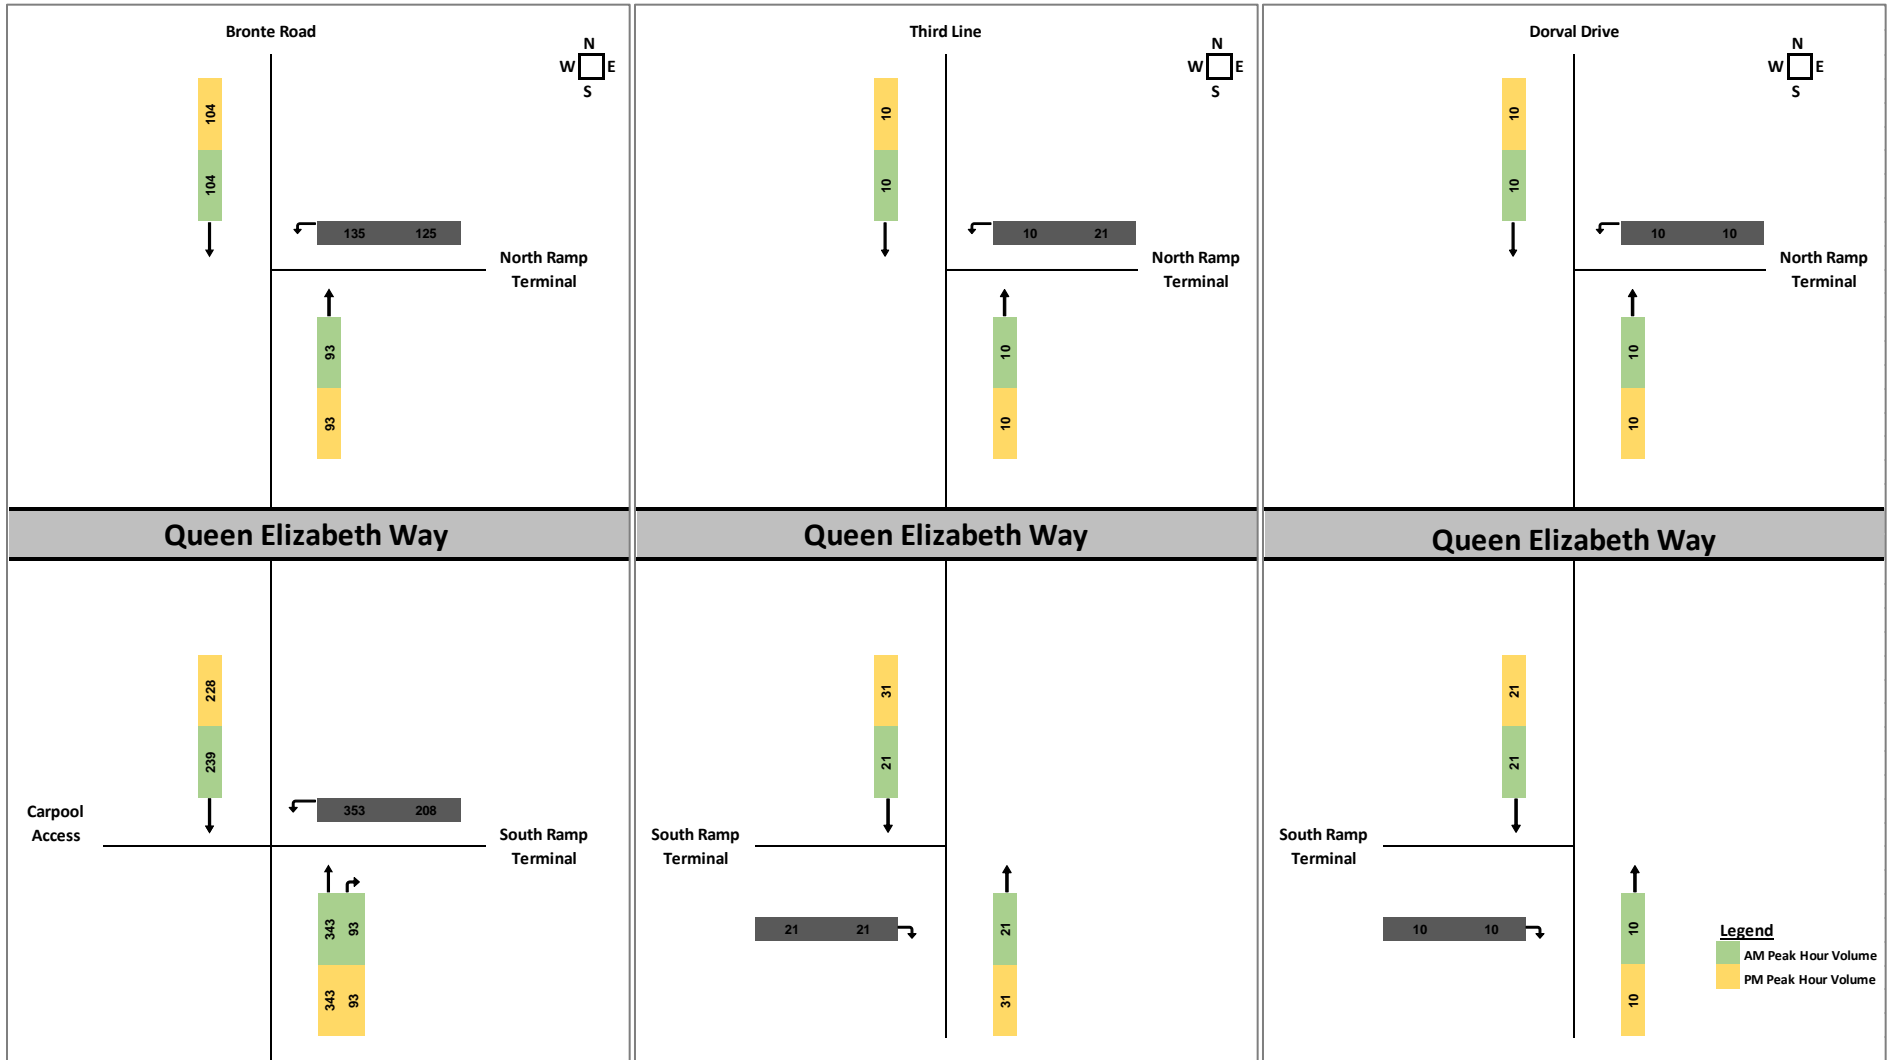 Bronte Road
N
W E
S
104
104
135 125
North Ramp
Terminal
93
93
Third Line
N
W E
S
10
10
10 21
North Ramp
Terminal
10
10
Dorval Drive
N
W E
S
10
10
10 10
North Ramp
Terminal
10
10
Queen Elizabeth Way
Queen Elizabeth Way
Queen Elizabeth Way
228
239
Carpool
Access
353 208
South Ramp
Terminal
343 93
343 93
31
21
South Ramp
Terminal
21 21
21
31
21
21
South Ramp
Terminal
10 10
10
10
Legend
AM Peak Hour Volume
PM Peak Hour Volume